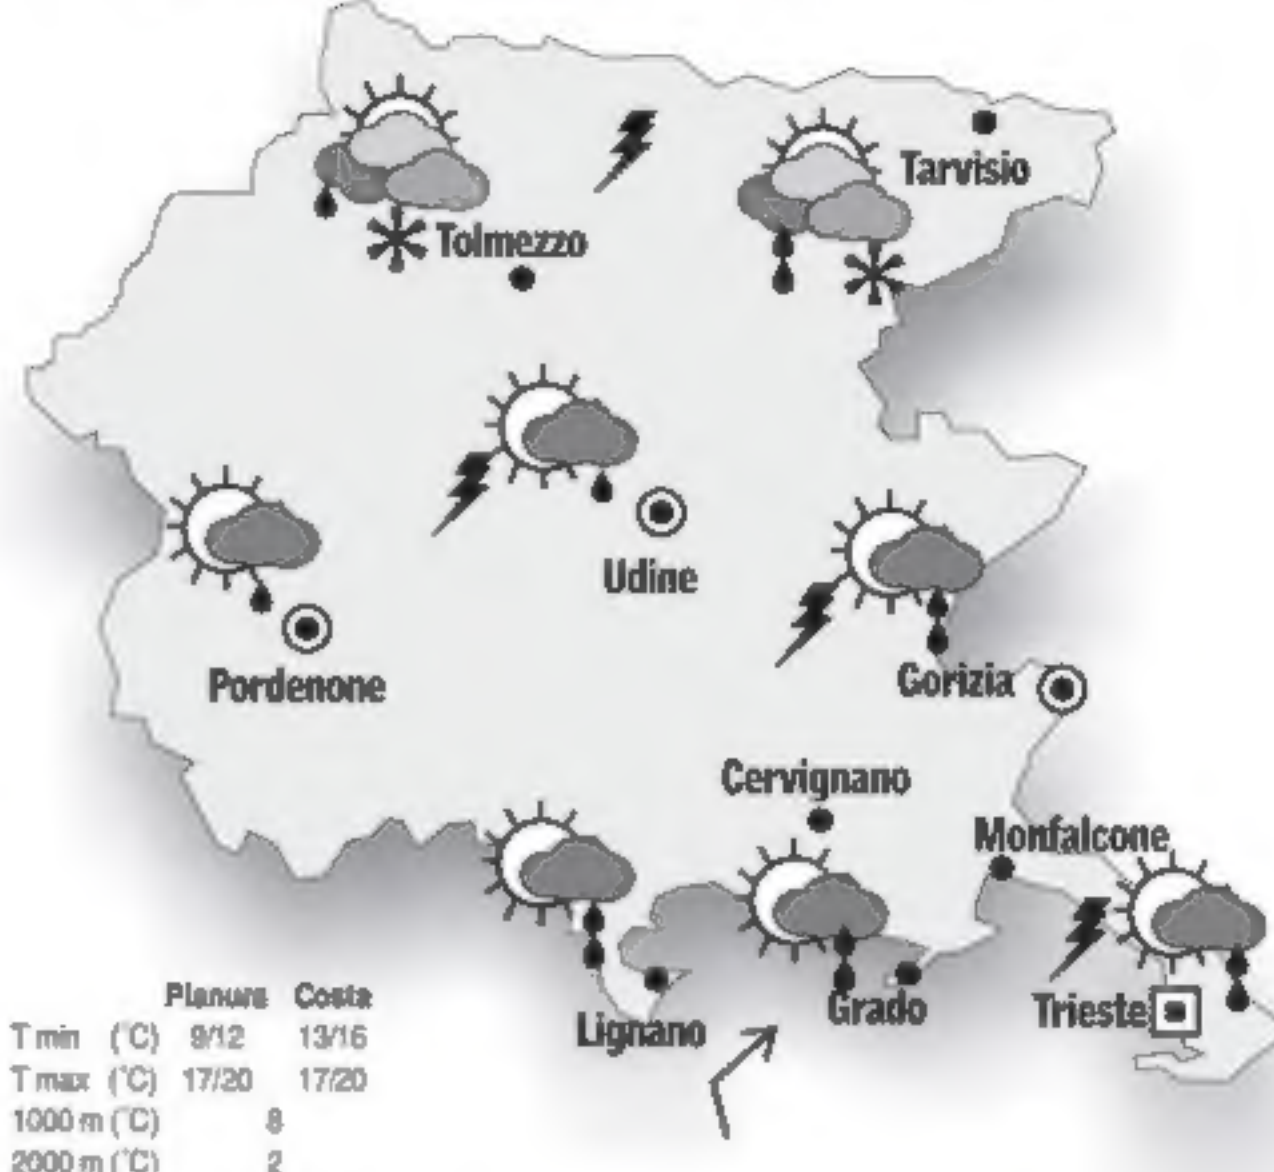 Tarvisio
Tolmezzo
Udine
Pordenone
Gorizia
Cervignano
Monfalcone
Lignano
Grado
Trieste
Pianura Costa
T min (°C) 9/12 13/16
T max (°C) 17/20 17/20
1000 m (°C) 8
2000 m (°C) 2